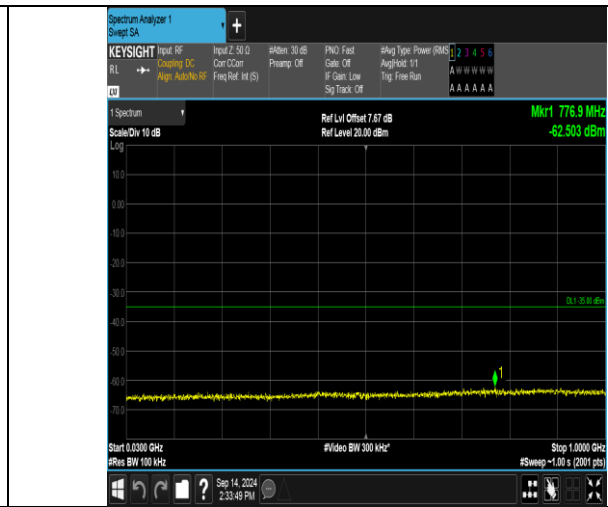 Spectrum Analyzer 1
Swept SA
+
KEYSIGHT Input: RF Input Z: 50 Ω #Atten: 30 dB PNO: Fast #Avg Type: Power (RMS 1 2 3 4 5 6
RL Coupling: DC Corr CCorr Preamp: Off Gate: Off Avg|Hold: 1/1 A W W W W W
Align: Auto/No RF Freq Ref: Int (S) IF Gain: Low Trig: Free Run
Sig Track: Off A A A A A A
LXI
1 Spectrum Ref Lvl Offset 7.67 dB Mkr1 776.9 MHz
Scale/Div 10 dB Ref Level 20.00 dBm -62.503 dBm
Log
10.0
0.00
-10.0
-20.0
-30.0
DL1 -35.00 dBm
-40.0
-50.0
-60.0
1
-70.0
Start 0.0300 GHz #Video BW 300 kHz* Stop 1.0000 GHz
#Res BW 100 kHz #Sweep ~1.00 s (2001 pts)
? Sep 14, 2024
2:33:49 PM